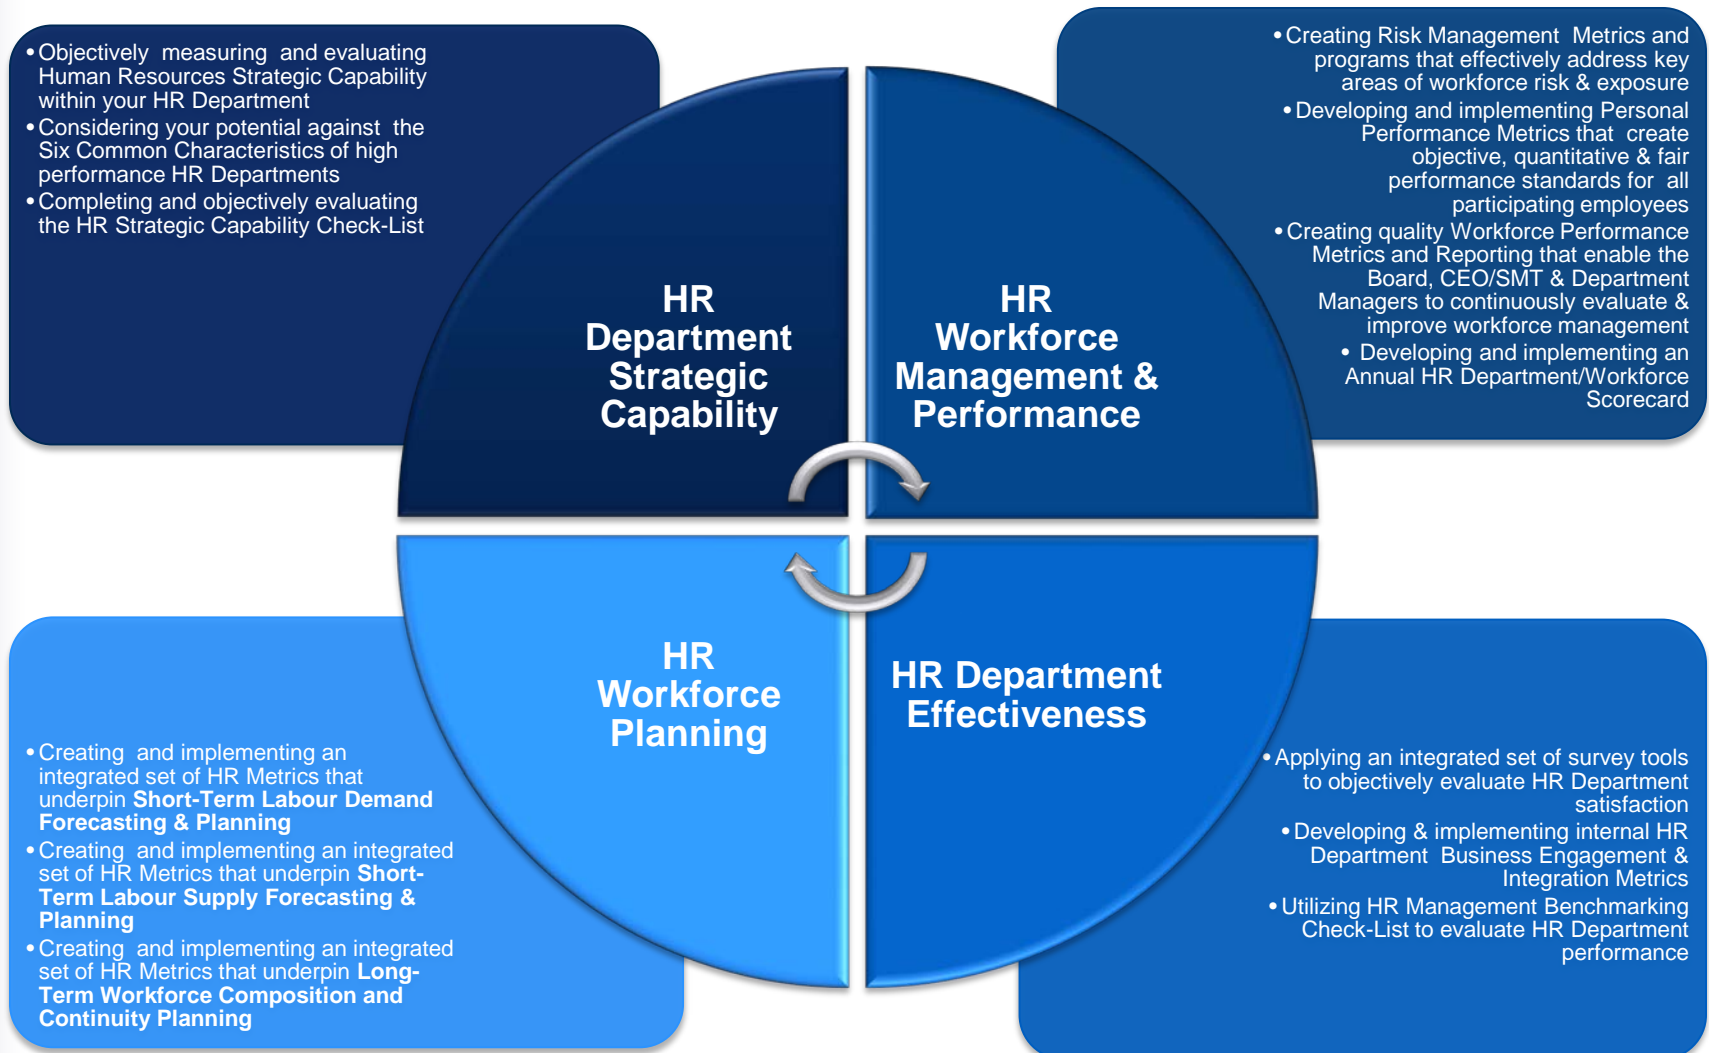 • Objectively measuring and evaluating
Human Resources Strategic Capability
within your HR Department
• Considering your potential against the
Six Common Characteristics of high
performance HR Departments
• Completing and objectively evaluating
the HR Strategic Capability Check-List
• Creating Risk Management Metrics and
programs that effectively address key
areas of workforce risk & exposure
• Developing and implementing Personal
Performance Metrics that create
objective, quantitative & fair
performance standards for all
participating employees
• Creating quality Workforce Performance
Metrics and Reporting that enable the
Board, CEO/SMT & Department
Managers to continuously evaluate &
improve workforce management
• Developing and implementing an
Annual HR Department/Workforce
Scorecard
HR
Department
Strategic
Capability
HR
Workforce
Management &
Performance
HR
Workforce
Planning
HR Department
Effectiveness
• Creating and implementing an
integrated set of HR Metrics that
underpin Short-Term Labour Demand
Forecasting & Planning
• Creating and implementing an integrated
set of HR Metrics that underpin Short-
Term Labour Supply Forecasting &
Planning
• Creating and implementing an integrated
set of HR Metrics that underpin Long-
Term Workforce Composition and
Continuity Planning
• Applying an integrated set of survey tools
to objectively evaluate HR Department
satisfaction
• Developing & implementing internal HR
Department Business Engagement &
Integration Metrics
• Utilizing HR Management Benchmarking
Check-List to evaluate HR Department
performance